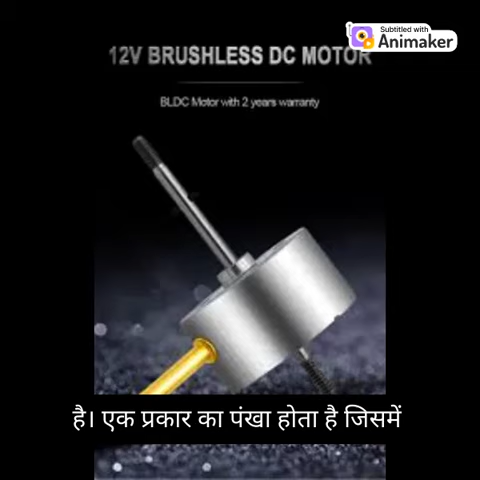 Subtitled with
Animaker
12V BRUSHLESS DC MOTOR
BLDC Motor with 2 years warranty
है। एक प्रकार का पंखा होता है जिसमें